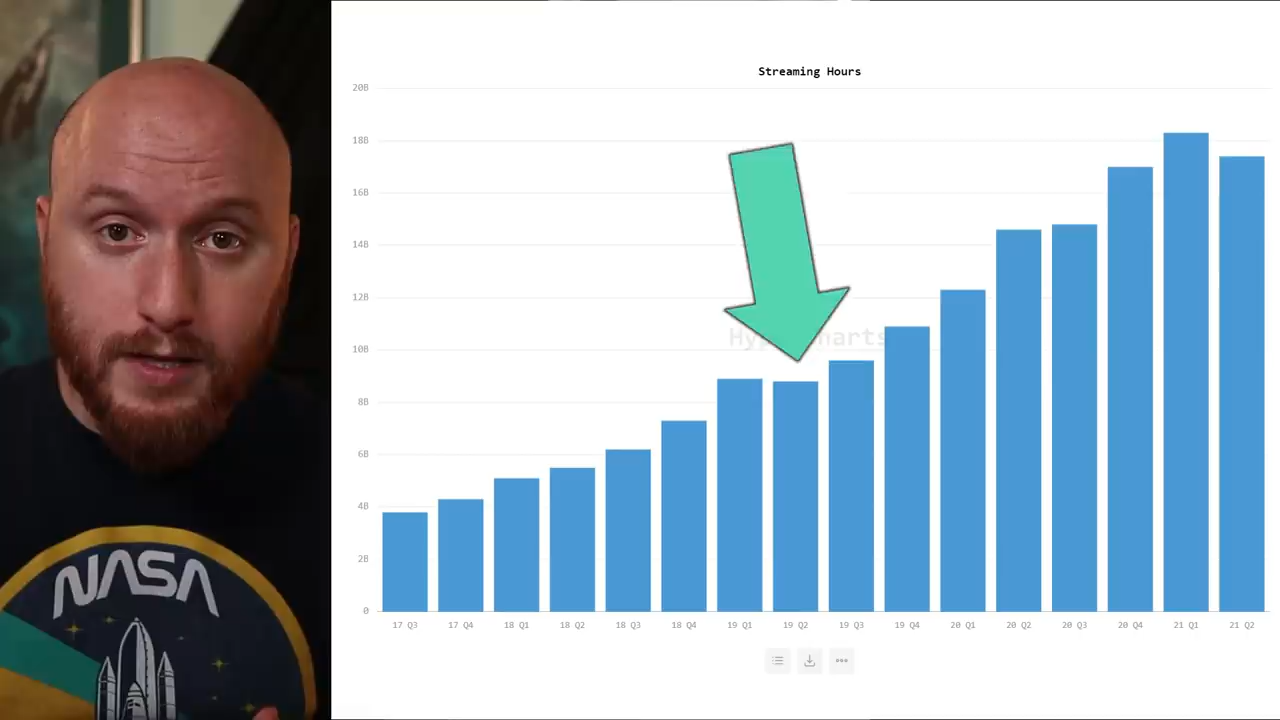 Streaming Hours
20B
18B
16B
14B
12B
10B
8B
6B
4B
2B
0
17 Q3 17 Q4 18 Q1 18 Q2 18 Q3 18 Q4 19 Q1 19 Q2 19 Q3 19 Q4 20 Q1 20 Q2 20 Q3 20 Q4 21 Q1 21 Q2
NASA